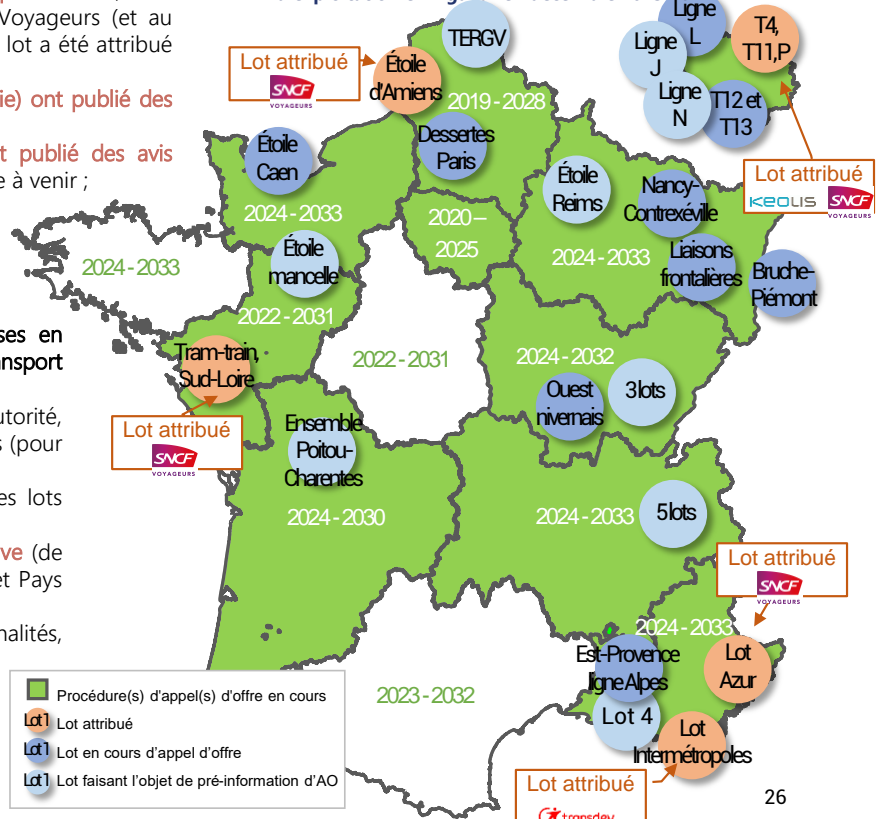 Voyageurs (et au
lot a été attribué
ie) ont publié des
t publié des avis
e à venir ;
ses en
ansport
utorité,
s (pour
es lots
ve (de
et Pays
nalités,
Ligne
L
Ligne
J
Ligne
N
T4,
T11,P
T12 et
T13
Lot attribué
KEOLIS SNCF
VOYAGEURS
TERGV
Lot attribué
SNCF
VOYAGEURS
Étoile
d'Amiens
2019 - 2028
Dessertes
Paris
Étoile
Caen
2024 - 2033
Étoile
Reims
Nancy-
Contrexéville
2020 –
2025
2024 - 2033
Liaisons
frontalières
Bruche-
Piémont
2024 - 2033
Étoile
mancelle
2022 - 2031
2022 - 2031
2024 - 2032
Tram-train,
Sud-Loire
Ouest
nivernais
3 lots
Lot attribué
SNCF
VOYAGEURS
Ensemble
Poitou-
Charentes
2024 - 2030
2024 - 2033
5 lots
Lot attribué
SNCF
VOYAGEURS
2024 - 2033
Est-Provence
ligne Alpes
Lot
Azur
Lot 4
2023 - 2032
Lot
Intermétropoles
Lot attribué
transdev
Procédure(s) d'appel(s) d'offre en cours
Lot 1 Lot attribué
Lot 1 Lot en cours d'appel d'offre
Lot 1 Lot faisant l'objet de pré-information d'AO
26